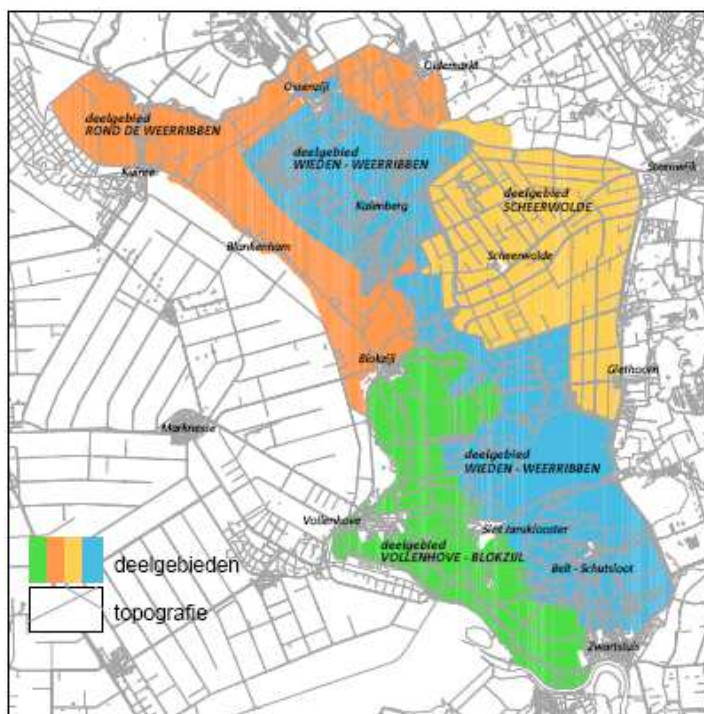 Oldemarkt
Ossenzijl
deelgebied
ROND DE WEERRIBBEN
deelgebied
WIEDEN - WEERRIBBEN
Steenwijk
Kuinre
deelgebied
SCHEERWOLDE
Kalenberg
Blankenham
Scheerwolde
Blokzijl
Giethoorn
Marknesse
deelgebied
WIEDEN - WEERRIBBEN
Vollenhove
Sint Jansklooster
deelgebied
VOLLENHOVE - BLOKZIJL
deelgebieden
Belt - Schutsloot
topografie
Zwartsluis